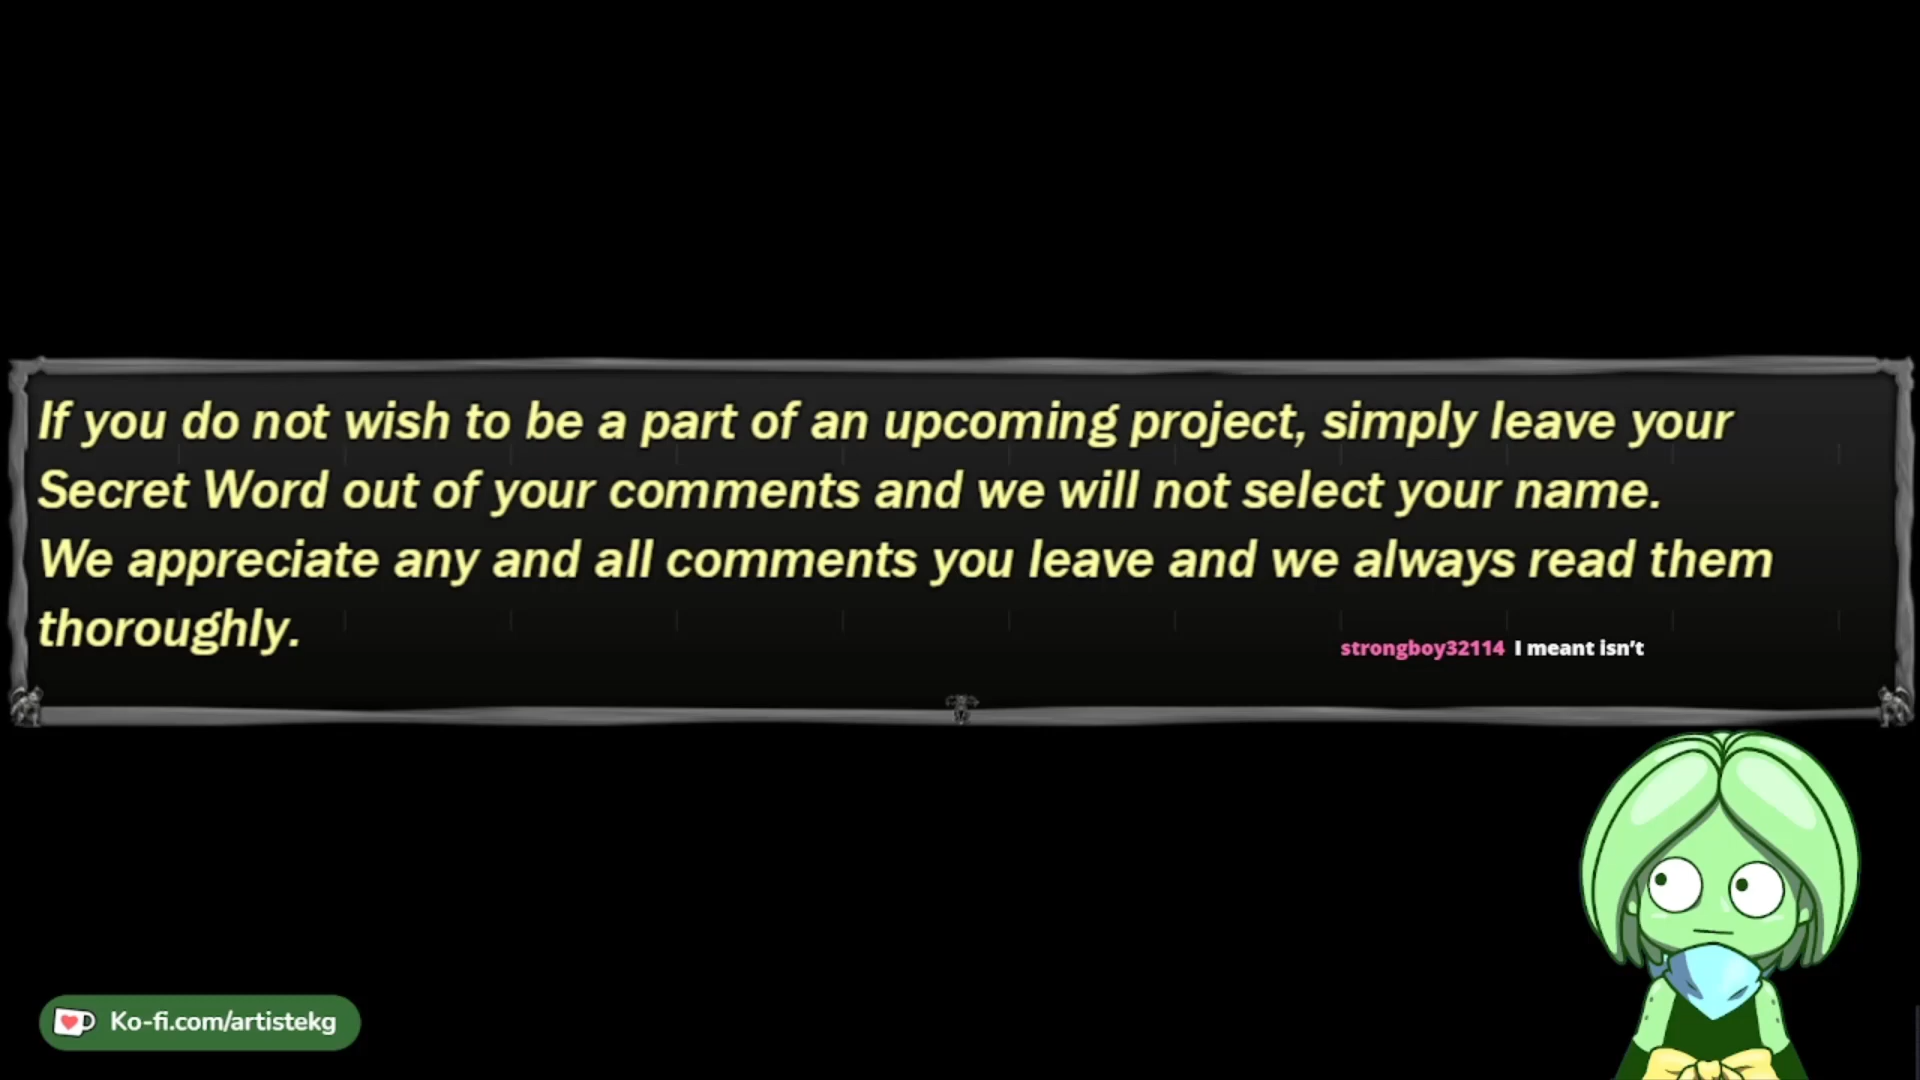 If you do not wish to be a part of an upcoming project, simply leave your
Secret Word out of your comments and we will not select your name.
We appreciate any and all comments you leave and we always read them
thoroughly.
strongboy32114 I meant isn't
Ko-fi.com/artistekg